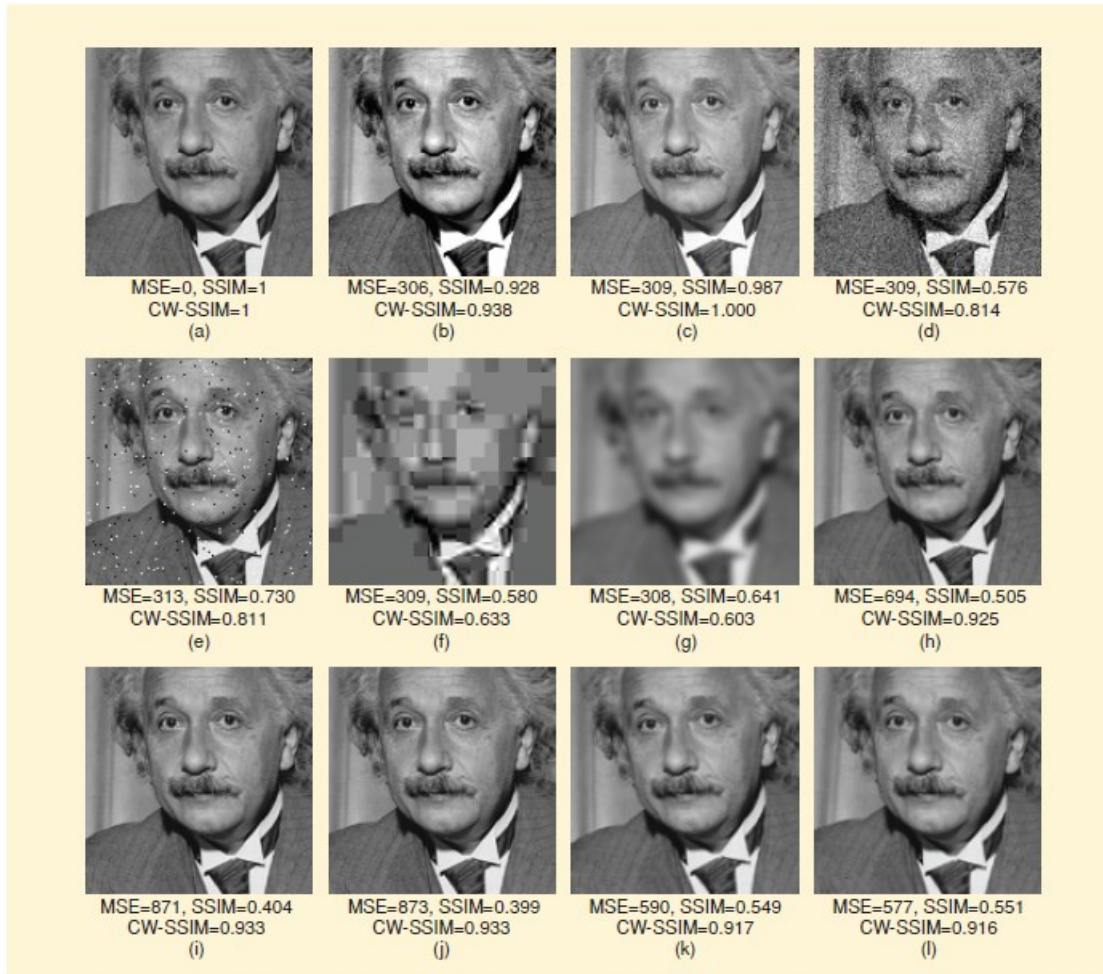 MSE=0, SSIM=1
CW-SSIM=1
(a)
MSE=306, SSIM=0.928
CW-SSIM=0.938
(b)
MSE=309, SSIM=0.987
CW-SSIM=1.000
(c)
MSE=309, SSIM=0.576
CW-SSIM=0.814
(d)
MSE=313, SSIM=0.730
CW-SSIM=0.811
(e)
MSE=309, SSIM=0.580
CW-SSIM=0.633
(f)
MSE=308, SSIM=0.641
CW-SSIM=0.603
(g)
MSE=694, SSIM=0.505
CW-SSIM=0.925
(h)
MSE=871, SSIM=0.404
CW-SSIM=0.933
(i)
MSE=873, SSIM=0.399
CW-SSIM=0.933
(j)
MSE=590, SSIM=0.549
CW-SSIM=0.917
(k)
MSE=577, SSIM=0.551
CW-SSIM=0.916
(l)